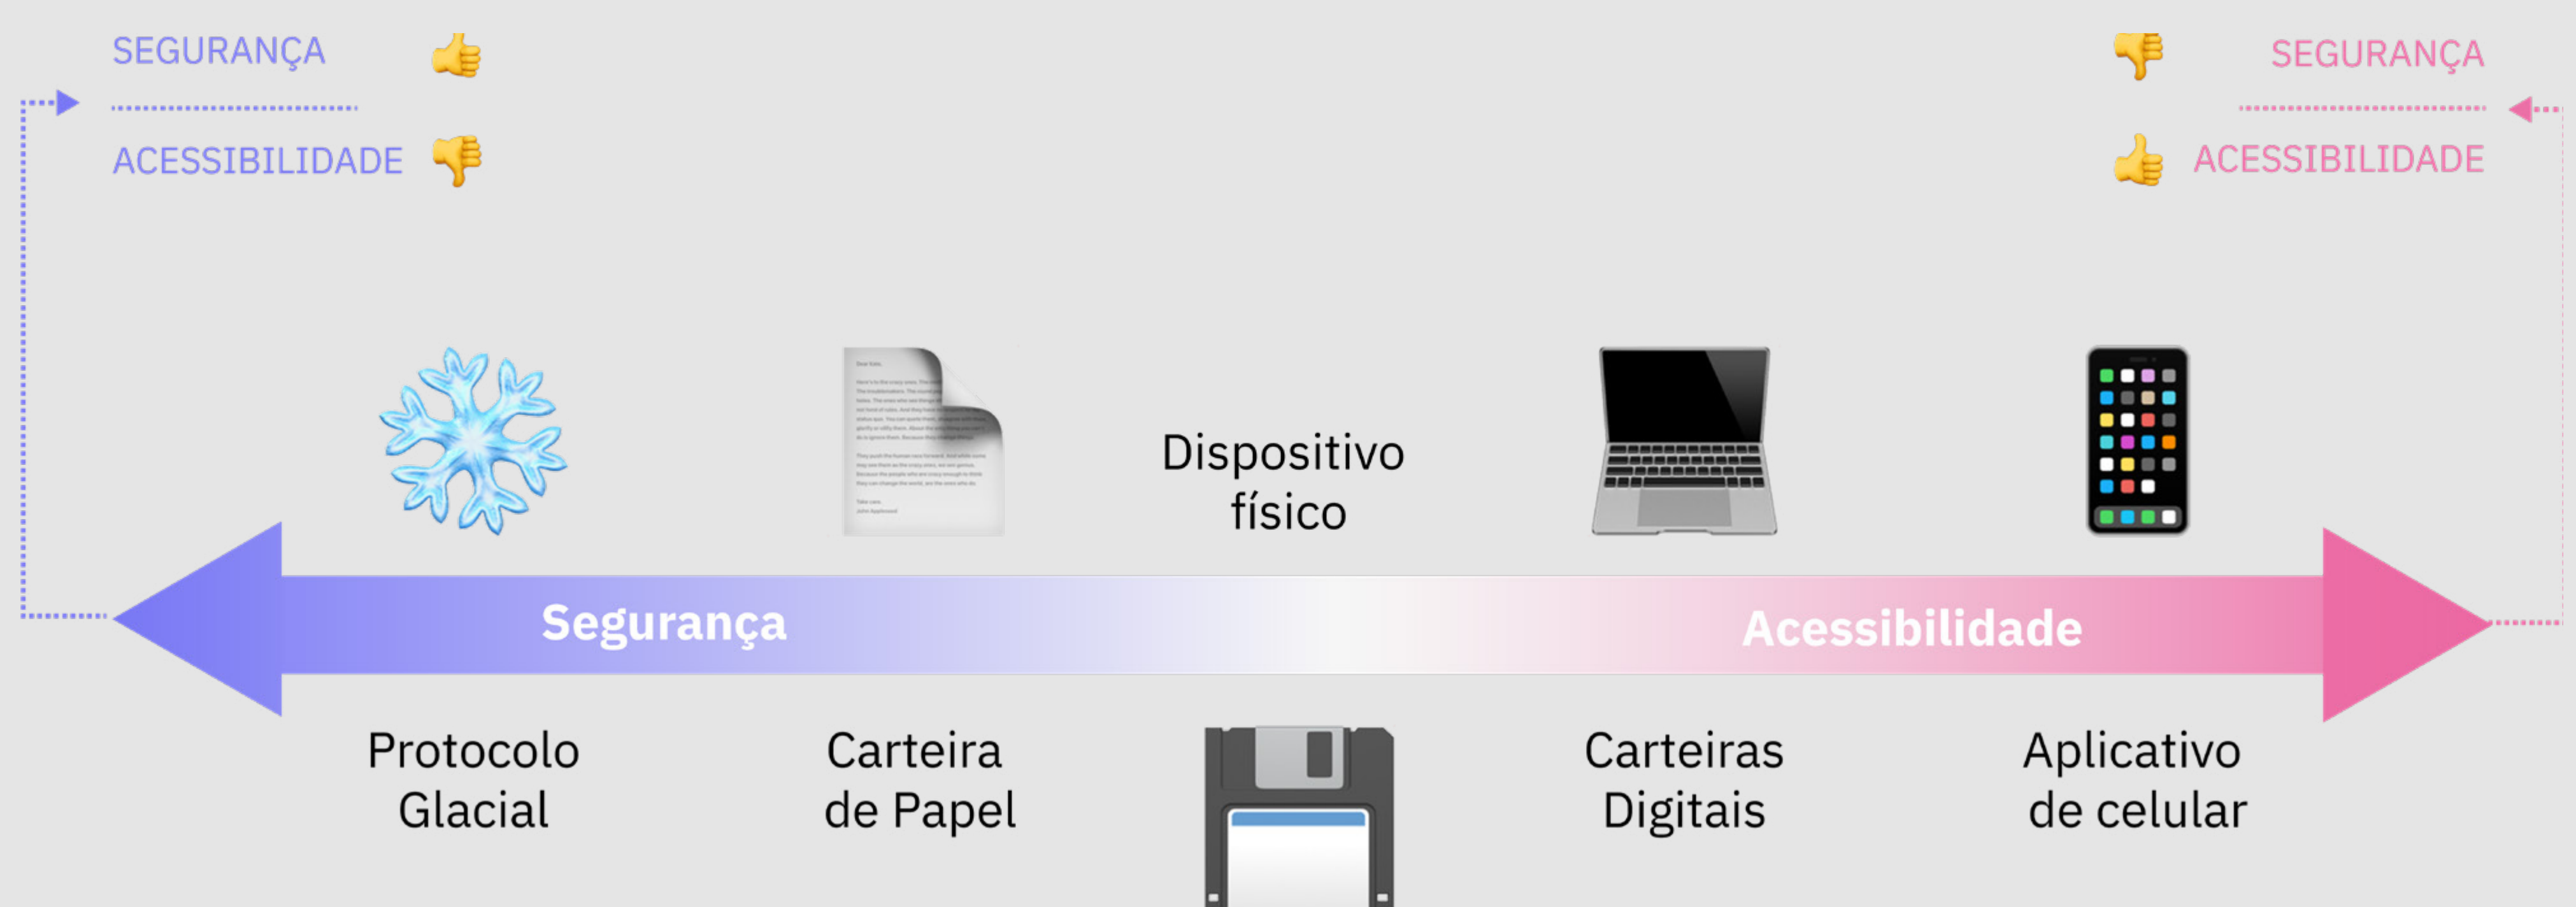 SEGURANÇA
ACESSIBILIDADE
SEGURANÇA
ACESSIBILIDADE
Dispositivo
físico
Segurança
Acessibilidade
Protocolo
Glacial
Carteira
de Papel
Carteiras
Digitais
Aplicativo
de celular